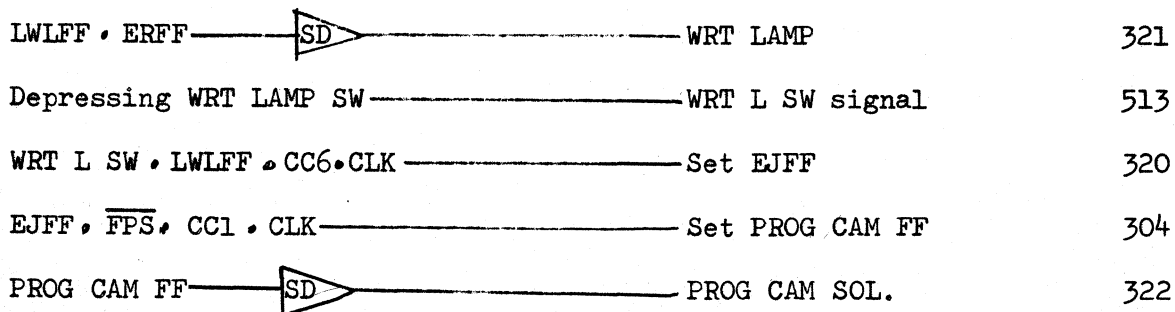 LWLFF • ERFF SD WRT LAMP 321
Depressing WRT LAMP SW WRT L SW signal 513
WRT L SW • LWLFF • CC6•CLK Set EJFF 320
EJFF • F̅P̅S̅ • CC1 • CLK Set PROG CAM FF 304
PROG CAM FF SD PROG CAM SOL. 322